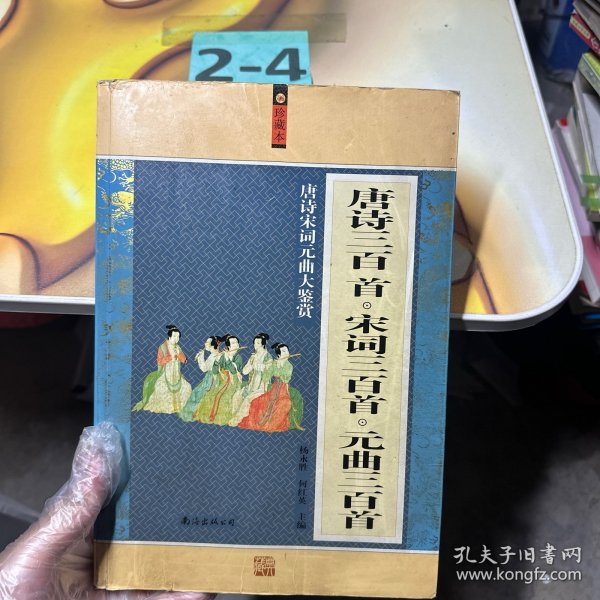 2-4
珍藏本
唐诗三百首·宋词三百首·元曲三百首
唐诗宋词元曲大鉴赏
杨永胜 何红英 主编
南海出版公司
孔夫子旧书网
www.kongfz.com